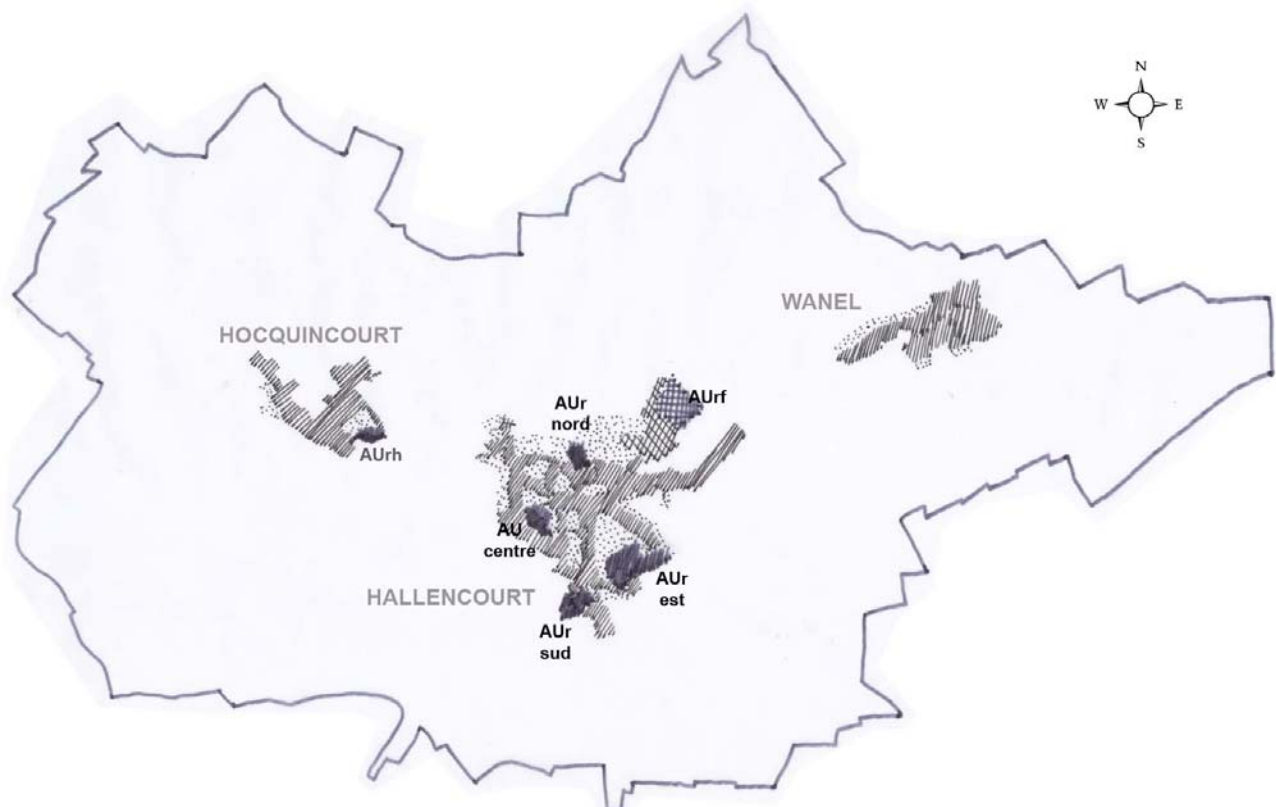 N
W E
S
WANEL
HOCQUINCOURT
AUrf
AUr
nord
AUrh
AU
centre
AUr
est
HALLENCOURT
AUr
sud